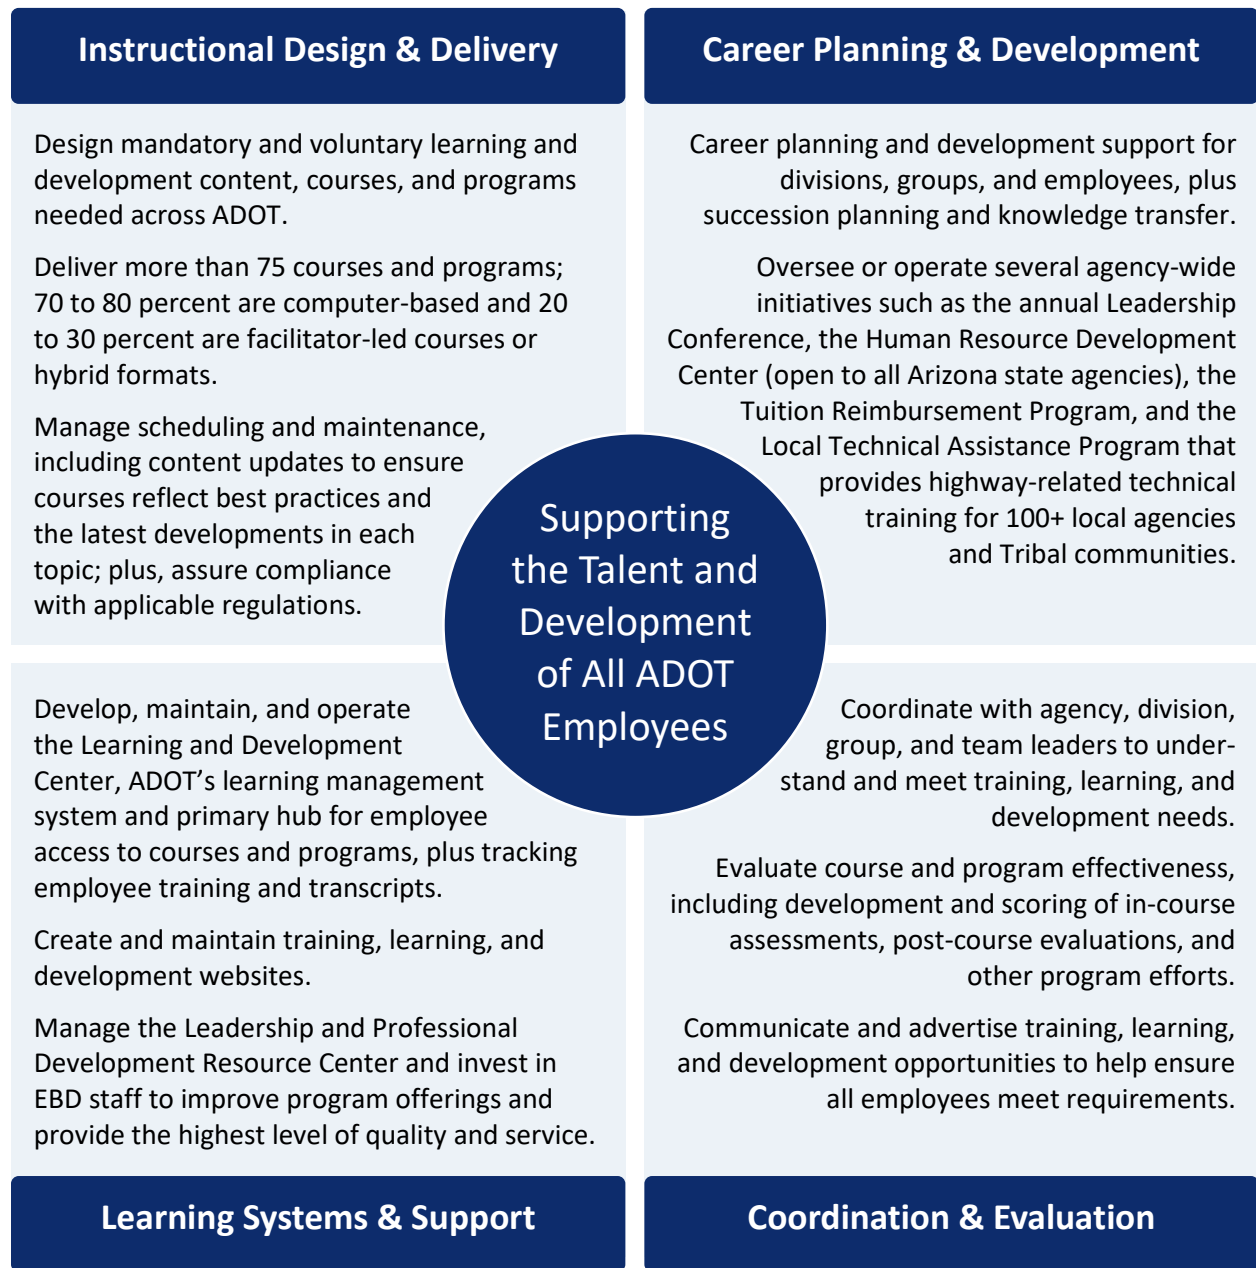 Instructional Design & Delivery
Design mandatory and voluntary learning and
development content, courses, and programs
needed across ADOT.
Deliver more than 75 courses and programs;
70 to 80 percent are computer-based and 20
to 30 percent are facilitator-led courses or
hybrid formats.
Manage scheduling and maintenance,
including content updates to ensure
courses reflect best practices and
the latest developments in each
topic; plus, assure compliance
with applicable regulations.
Career Planning & Development
Career planning and development support for
divisions, groups, and employees, plus
succession planning and knowledge transfer.
Oversee or operate several agency-wide
initiatives such as the annual Leadership
Conference, the Human Resource Development
Center (open to all Arizona state agencies), the
Tuition Reimbursement Program, and the
Local Technical Assistance Program that
provides highway-related technical
training for 100+ local agencies
and Tribal communities.
Supporting
the Talent and
Development
of All ADOT
Employees
Develop, maintain, and operate
the Learning and Development
Center, ADOT’s learning management
system and primary hub for employee
access to courses and programs, plus tracking
employee training and transcripts.
Create and maintain training, learning, and
development websites.
Manage the Leadership and Professional
Development Resource Center and invest in
EBD staff to improve program offerings and
provide the highest level of quality and service.
Learning Systems & Support
Coordinate with agency, division,
group, and team leaders to under-
stand and meet training, learning, and
development needs.
Evaluate course and program effectiveness,
including development and scoring of in-course
assessments, post-course evaluations, and
other program efforts.
Communicate and advertise training, learning,
and development opportunities to help ensure
all employees meet requirements.
Coordination & Evaluation